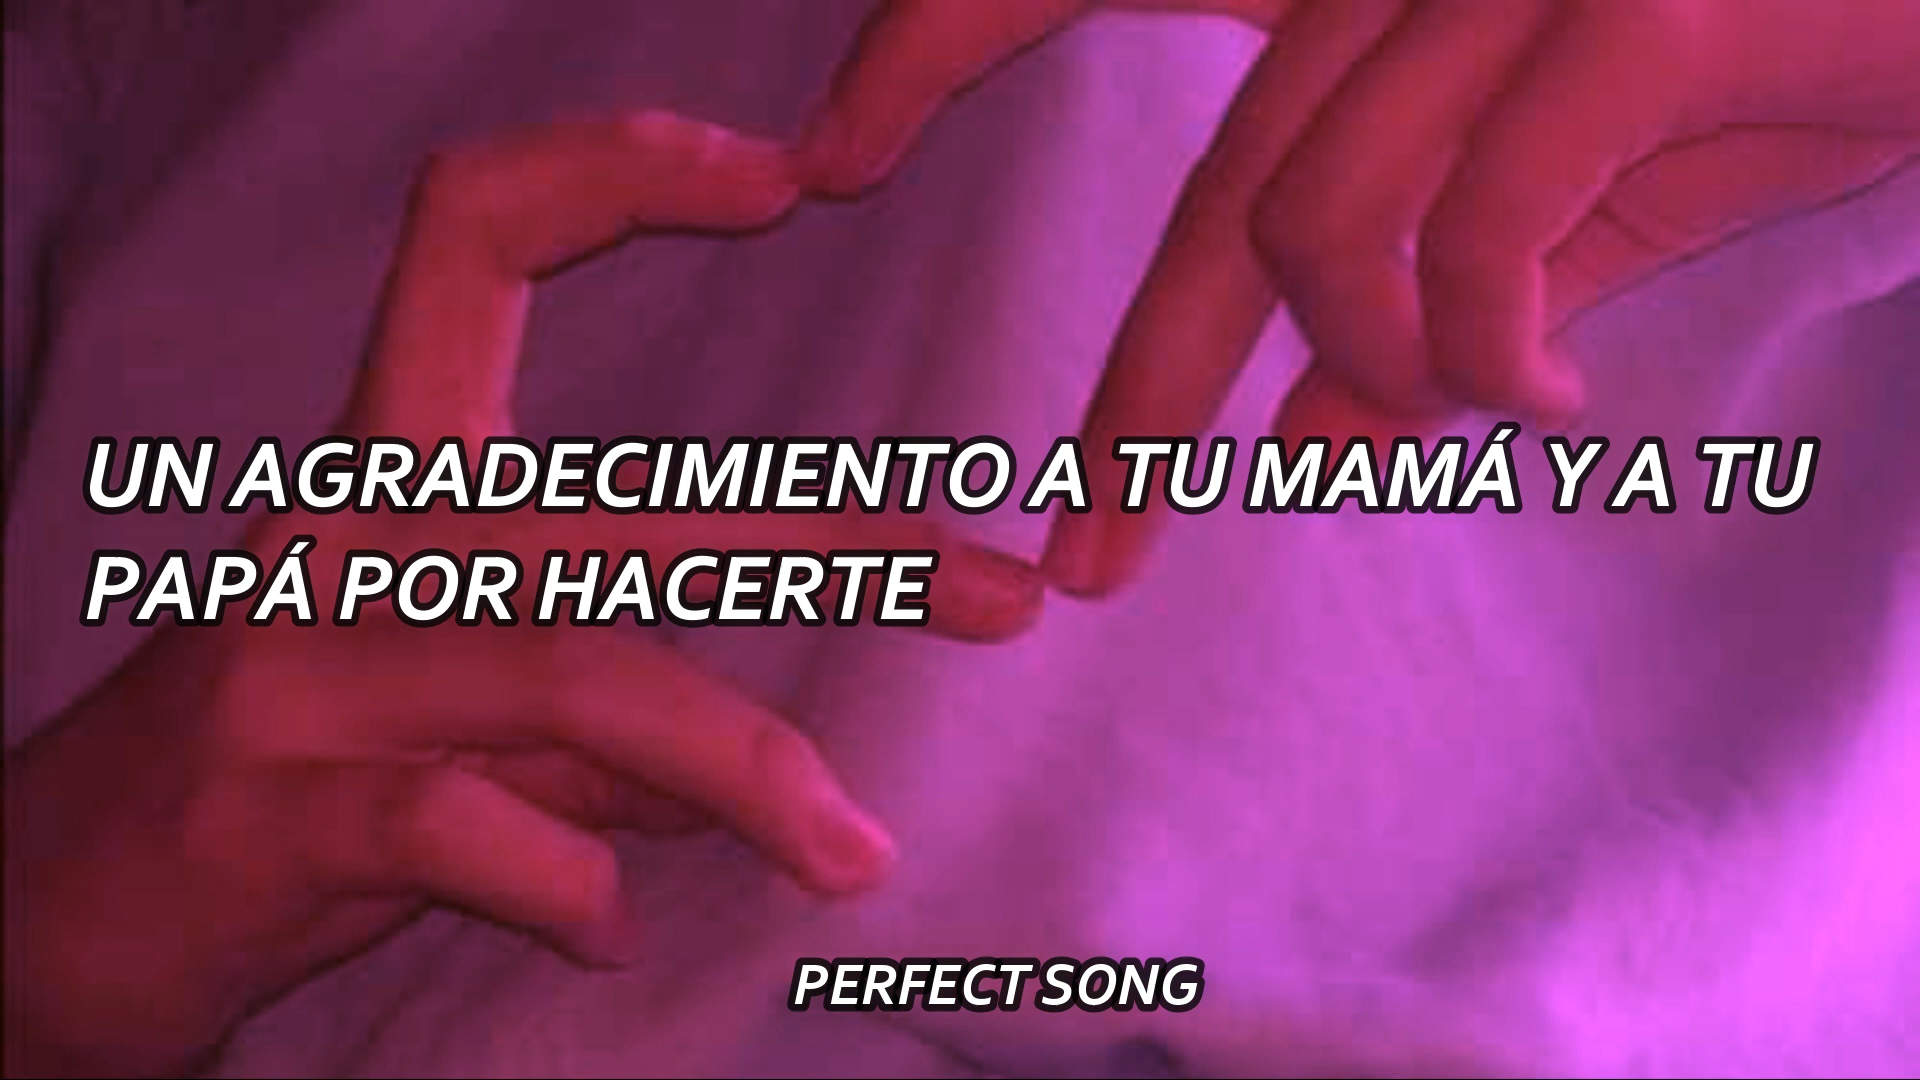 UN AGRADECIMIENTO A TU MAMÁ Y A TU
PAPÁ POR HACERTE
PERFECT SONG